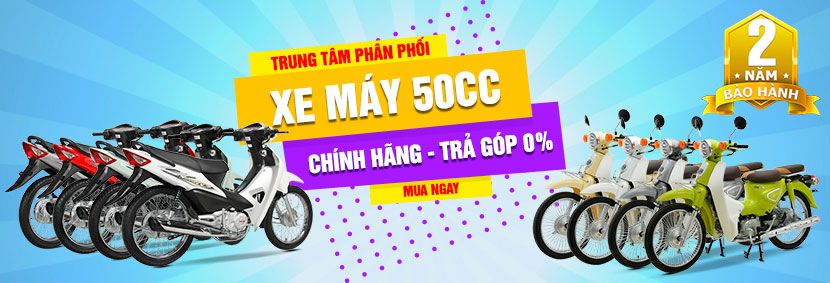 TRUNG TÂM PHÂN PHỐI
XE MÁY 50CC
CHÍNH HÃNG - TRẢ GÓP 0%
MUA NGAY
2
NĂM
BẢO HÀNH